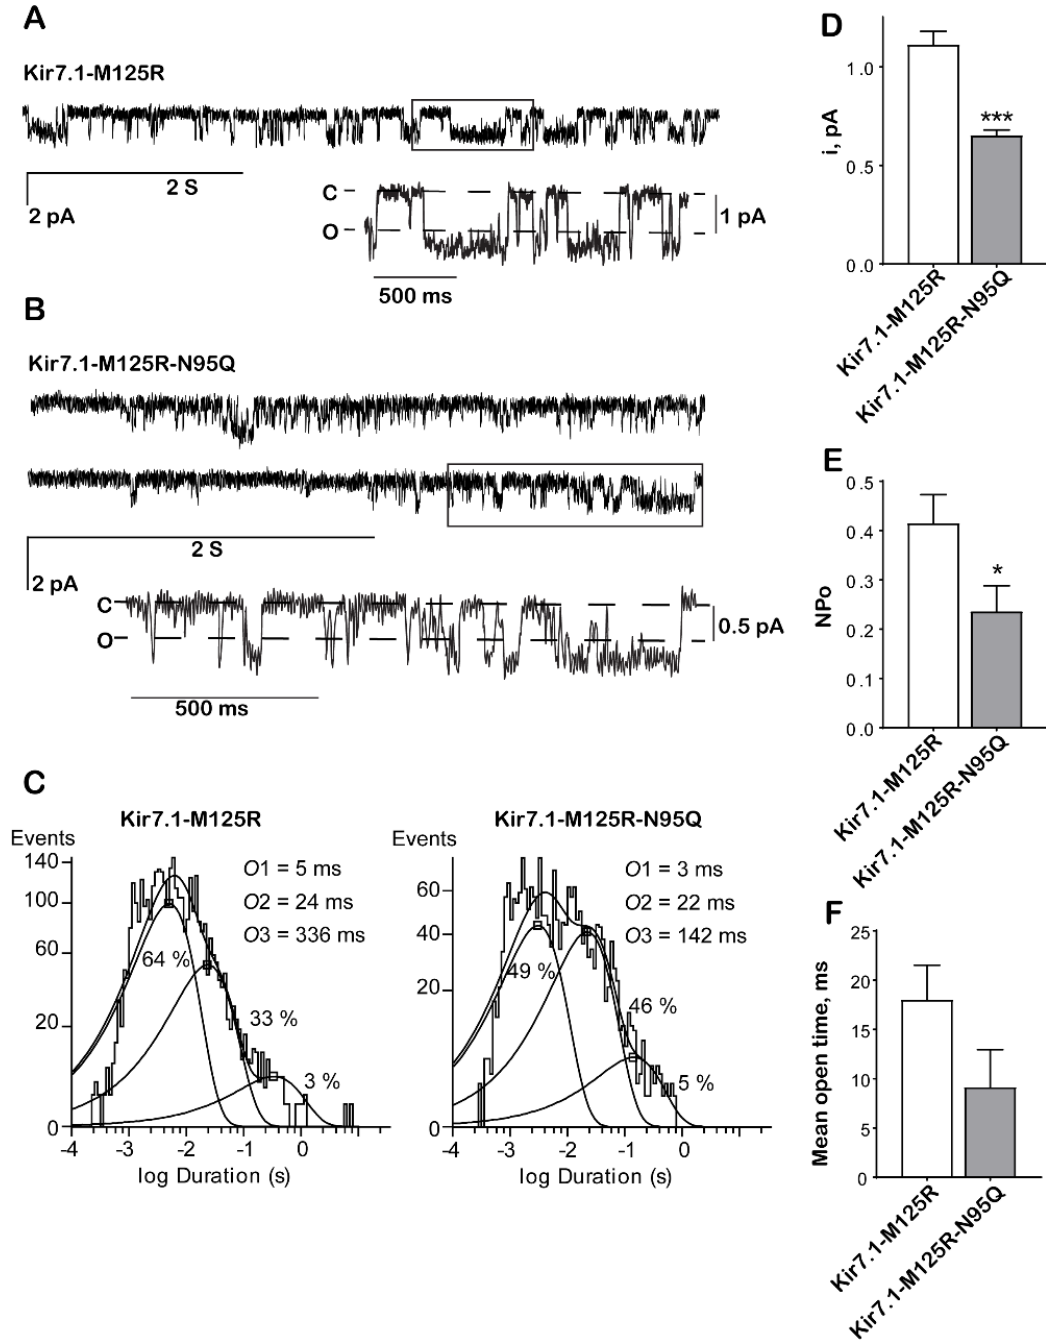 A
Kir7.1-M125R
2 S
2 pA
C
O
1 pA
500 ms
B
Kir7.1-M125R-N95Q
2 S
2 pA
C
O
0.5 pA
500 ms
C
Kir7.1-M125R
Events
140
100
60
20
0
O1 = 5 ms
O2 = 24 ms
O3 = 336 ms
64 %
33 %
3 %
-4 -3 -2 -1 0
log Duration (s)
Kir7.1-M125R-N95Q
Events
60
40
20
0
O1 = 3 ms
O2 = 22 ms
O3 = 142 ms
49 %
46 %
5 %
-4 -3 -2 -1 0
log Duration (s)
D
i, pA
1.0
0.5
0.0
***
Kir7.1-M125R
Kir7.1-M125R-N95Q
E
NPo
0.5
0.4
0.3
0.2
0.1
0.0
*
Kir7.1-M125R
Kir7.1-M125R-N95Q
F
Mean open time, ms
25
20
15
10
5
0
Kir7.1-M125R
Kir7.1-M125R-N95Q